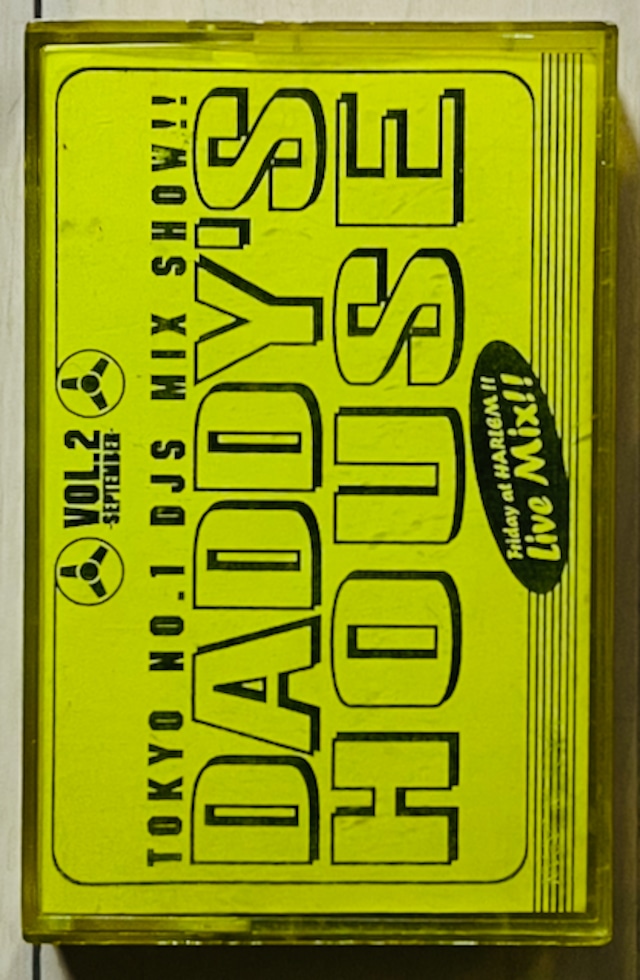 VOL.2
-SEPTEMBER-
TOKYO NO.1 DJS MIX SHOW!!
DADDY'S
HOUSE
Friday at HARLEM!!
Live Mix!!